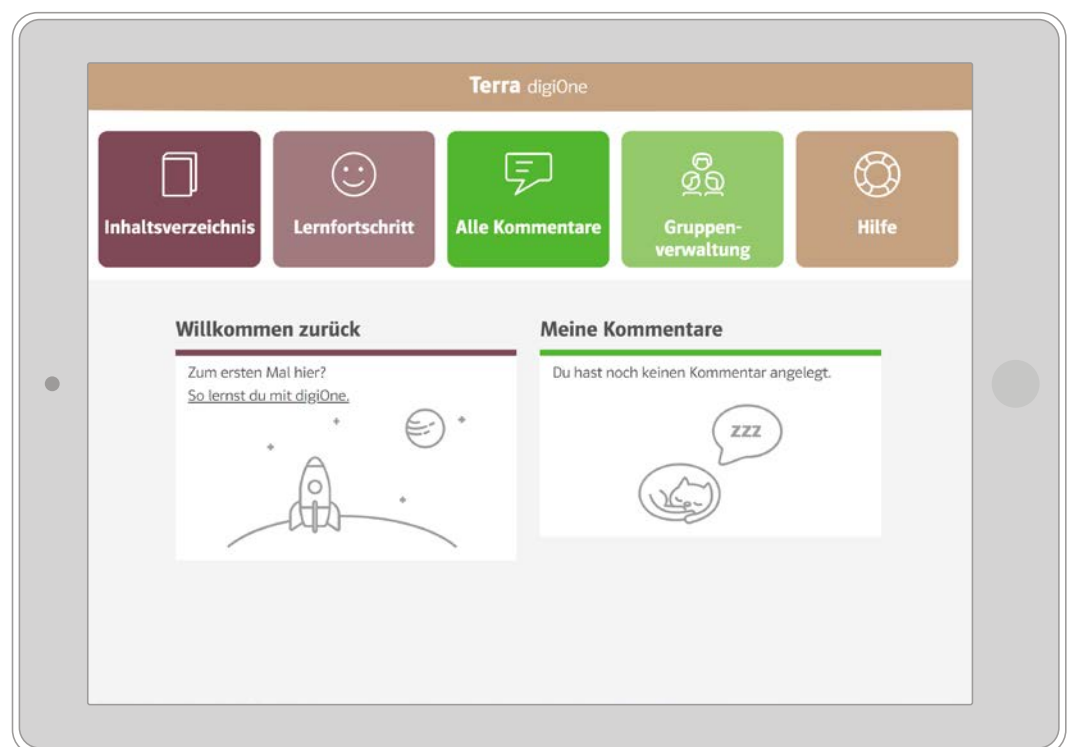 Terra digiOne
Inhaltsverzeichnis
Lernfortschritt
Alle Kommentare
Gruppen-
verwaltung
Hilfe
Willkommen zurück
Zum ersten Mal hier?
So lernst du mit digiOne.
Meine Kommentare
Du hast noch keinen Kommentar angelegt.
zzz